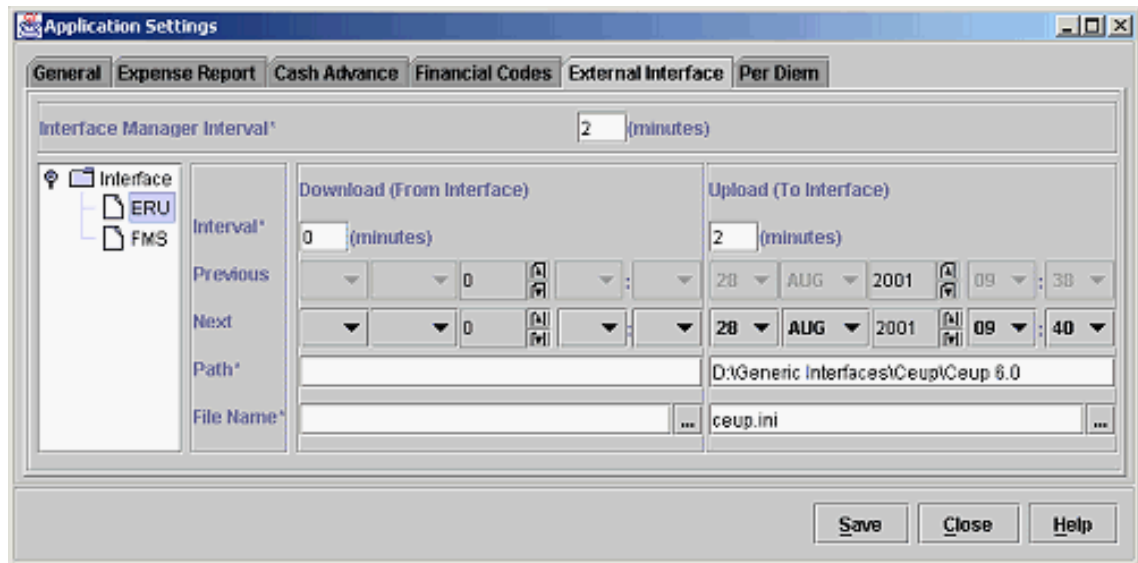 Application Settings
General Expense Report Cash Advance Financial Codes External Interface Per Diem
Interface Manager Interval* 2 (minutes)
Interface
ERU
FMS
Download (From Interface) Upload (To Interface)
Interval* 0 (minutes) 2 (minutes)
Previous 0 : 28 AUG 2001 09 : 38
Next 0 : 28 AUG 2001 09 : 40
Path* D:\Generic Interfaces\Ceup\Ceup 6.0
File Name* ... ceup.ini ...
Save Close Help